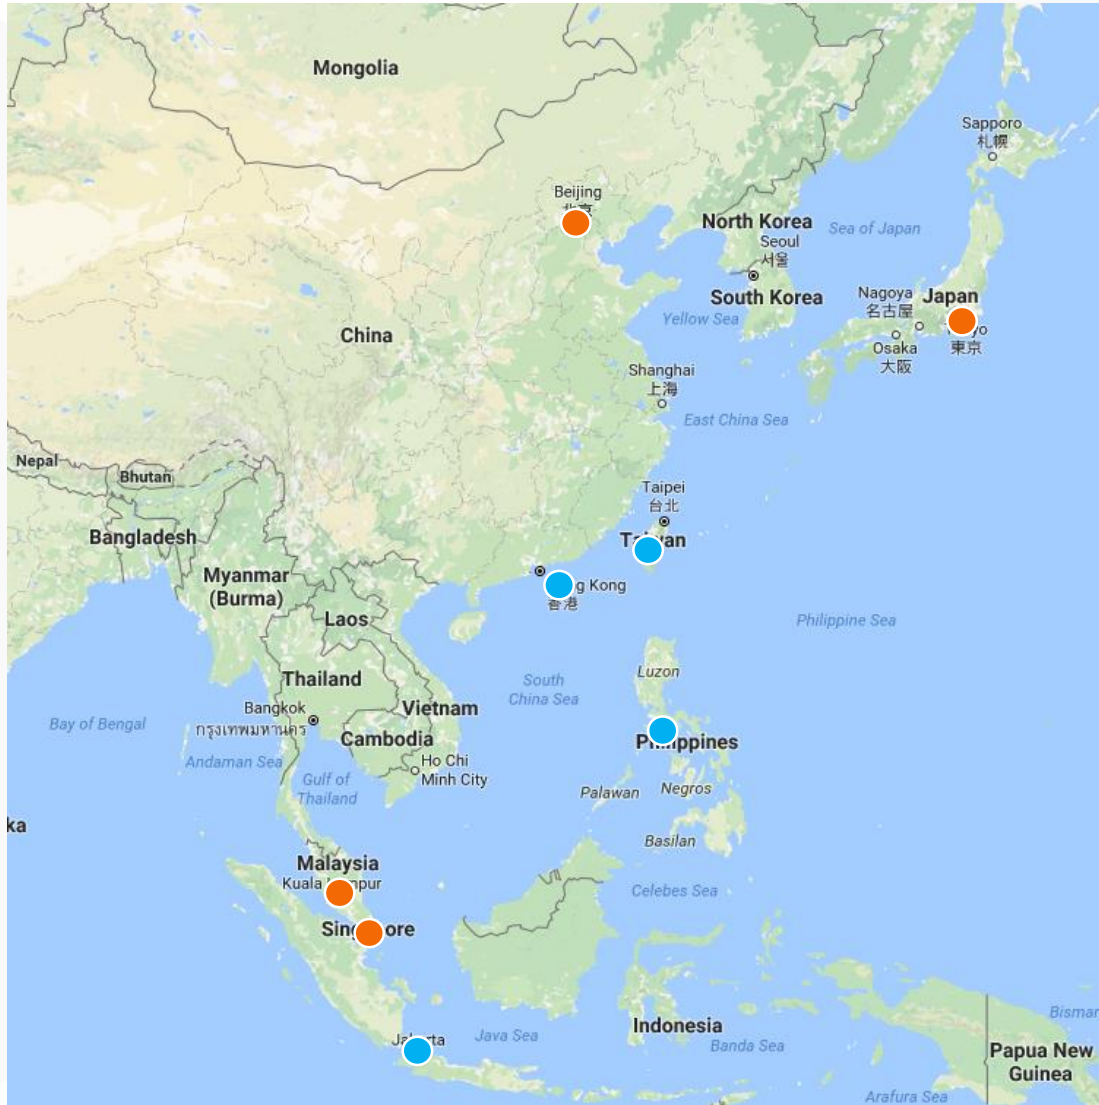 Mongolia
Sapporo
札幌
Beijing
North Korea
Sea of Japan
Seoul
서울
Nagoya
名古屋
Japan
South Korea
Yellow Sea
China
Osaka
大阪
東京
Shanghai
上海
East China Sea
Nepal
Bhutan
Taipei
台北
Bangladesh
Myanmar
(Burma)
Kong
香港
Laos
Philippine Sea
Luzon
Thailand
South
China Sea
Bangkok
กรุงเทพมหานคร
Vietnam
Bay of Bengal
Cambodia
Andaman Sea
Ho Chi
Minh City
Gulf of
Thailand
Palawan
Negros
ka
Basilan
Malaysia
Kuala
Celebes Sea
Indonesia
Java Sea
Banda Sea
Bismar
Papua New
Guinea
Arafura Sea